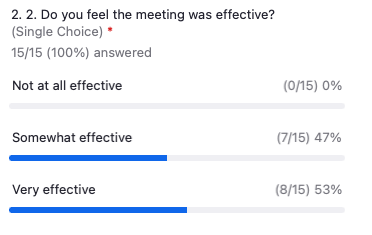 2. 2. Do you feel the meeting was effective?
(Single Choice) *
15/15 (100%) answered
Not at all effective (0/15) 0%
Somewhat effective (7/15) 47%
Very effective (8/15) 53%